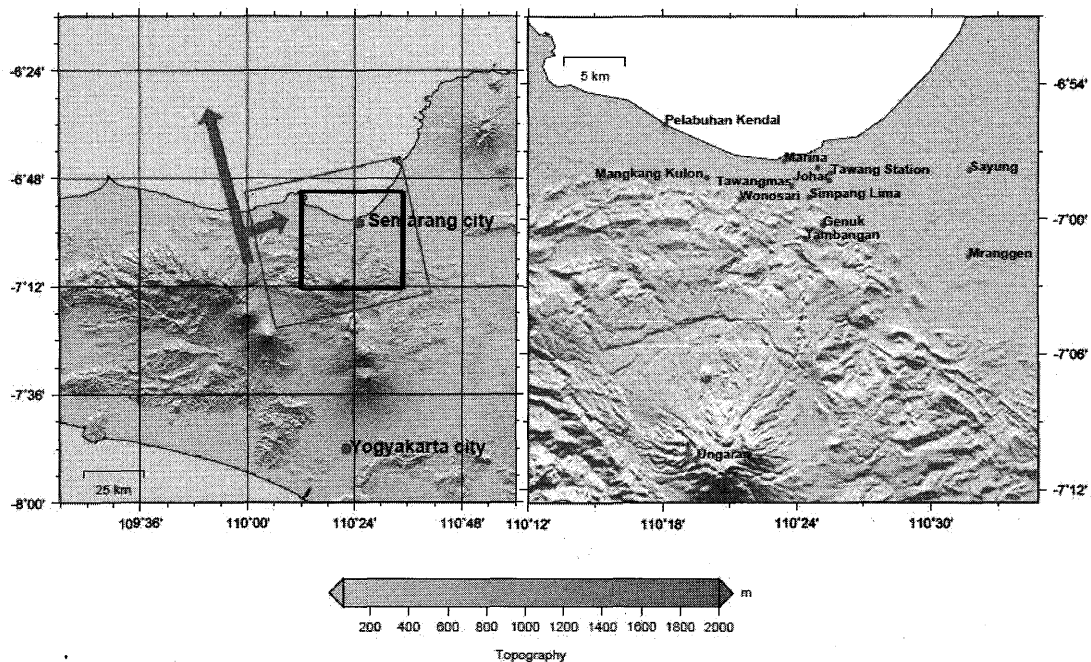 -6°24'
-6°48'
-7°12'
-7°36'
-8°00'
109°36'
110°00'
110°24'
110°48'
Semarang city
Yogyakarta city
25 km
5 km
Pelabuhan Kendal
Marina
Mangkang Kulon
Johar
Tawang Station
Tawangmas
Wonosari
Simpang Lima
Sayung
Genuk
Tambangan
Mranggen
Ungaran
-6°54'
-7°00'
-7°06'
-7°12'
110°12'
110°18'
110°24'
110°30'
m
200 400 600 800 1000 1200 1400 1600 1800 2000
Topography